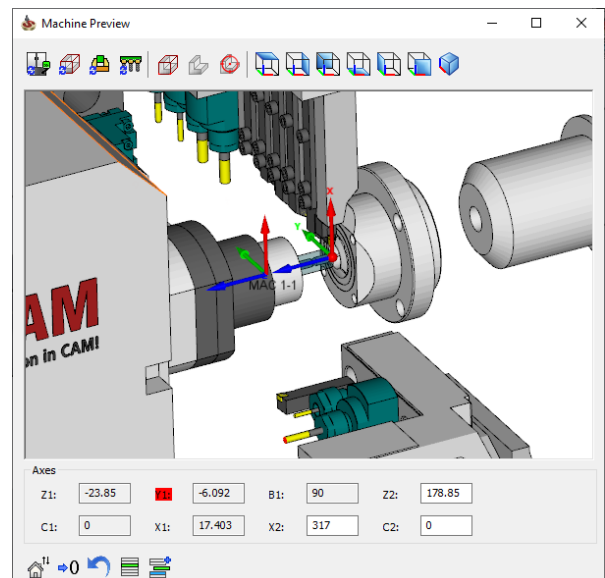 Machine Preview
X
Y
MAC 1-1
AM
on in CAM!
Axes
Z1: -23.85 Y1: -6.092 B1: 90 Z2: 178.85
C1: 0 X1: 17.403 X2: 317 C2: 0
0